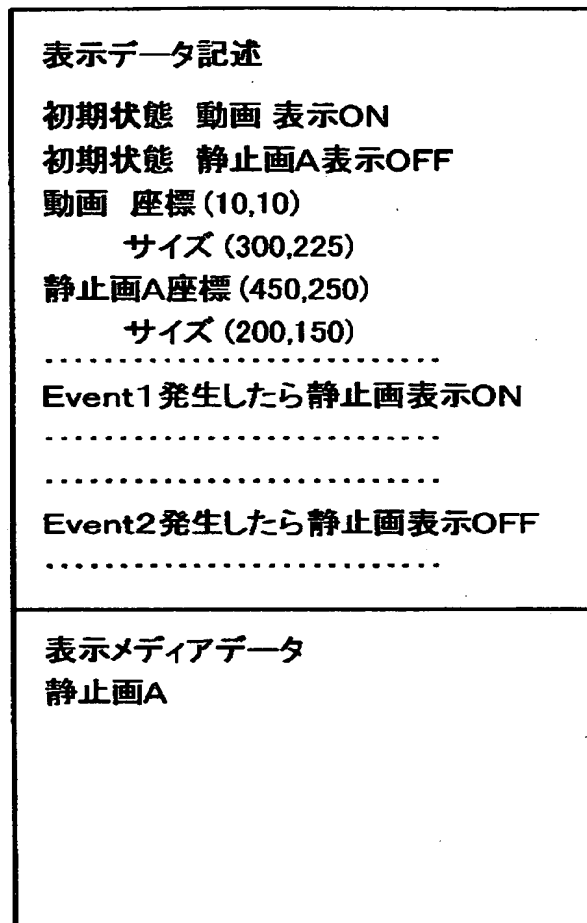 表示データ記述
初期状態 動画 表示ON
初期状態 静止画A表示OFF
動画 座標(10,10)
サイズ(300,225)
静止画A座標(450,250)
サイズ(200,150)
---------------------------
Event1発生したら静止画表示ON
---------------------------
---------------------------
Event2発生したら静止画表示OFF
---------------------------
表示メディアデータ
静止画A